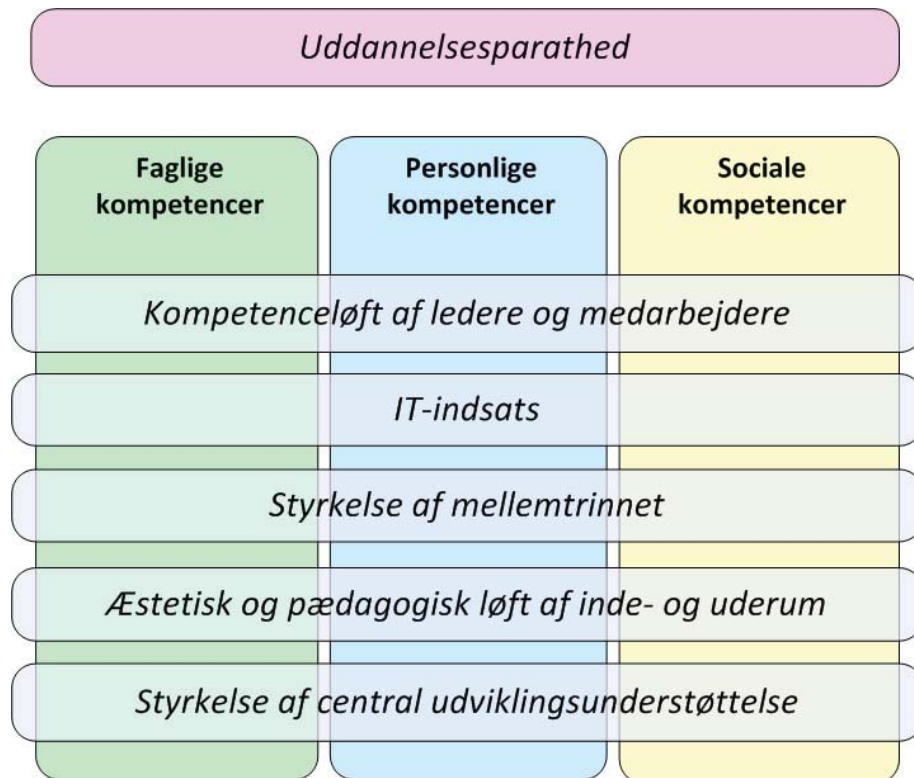 Uddannelsesparathed
Faglige
kompetencer
Personlige
kompetencer
Sociale
kompetencer
Kompetenceløft af ledere og medarbejdere
IT-indsats
Styrkelse af mellemtrinnet
Æstetisk og pædagogisk løft af inde- og uderum
Styrkelse af central udviklingsunderstøttelse